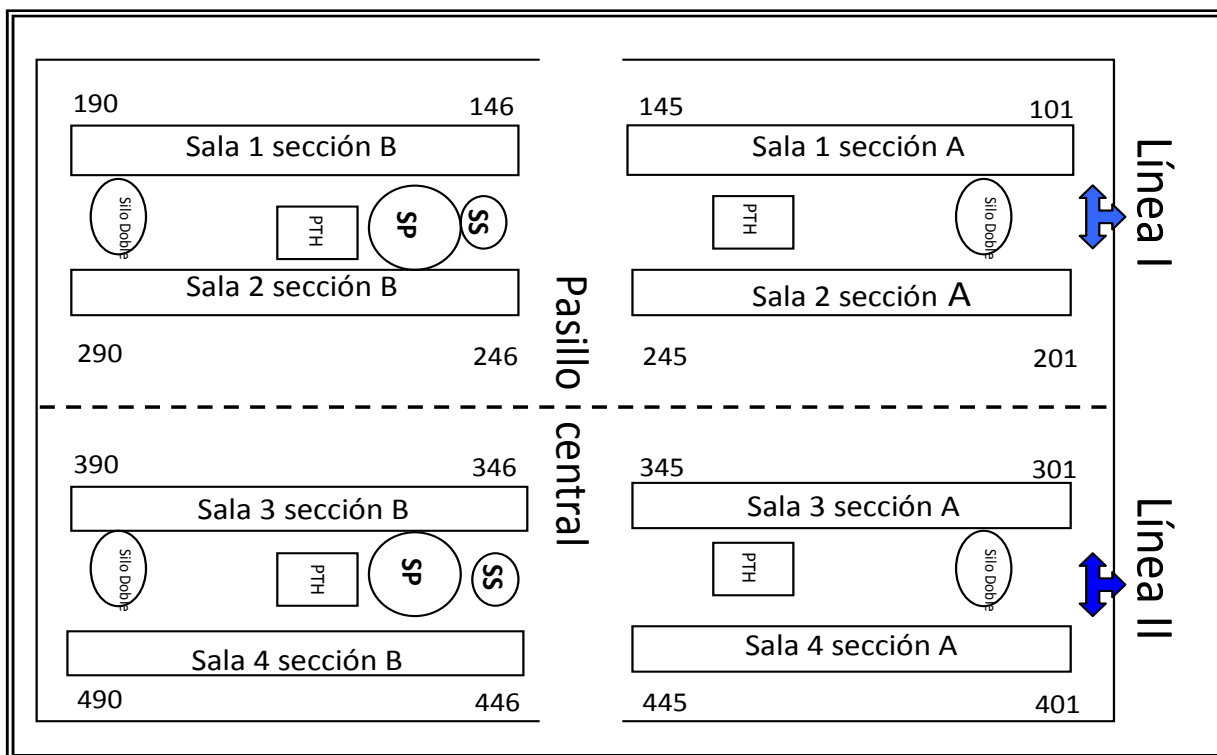 190
146
145
101
Sala 1 sección B
Sala 1 sección A
Silo Doble
PTH
SP
SS
PTH
Silo Doble
Línea I
Sala 2 sección B
Sala 2 sección A
290
246
245
201
Pasillo central
390
346
345
301
Sala 3 sección B
Sala 3 sección A
Silo Doble
PTH
SP
SS
PTH
Silo Doble
Línea II
Sala 4 sección B
Sala 4 sección A
490
446
445
401